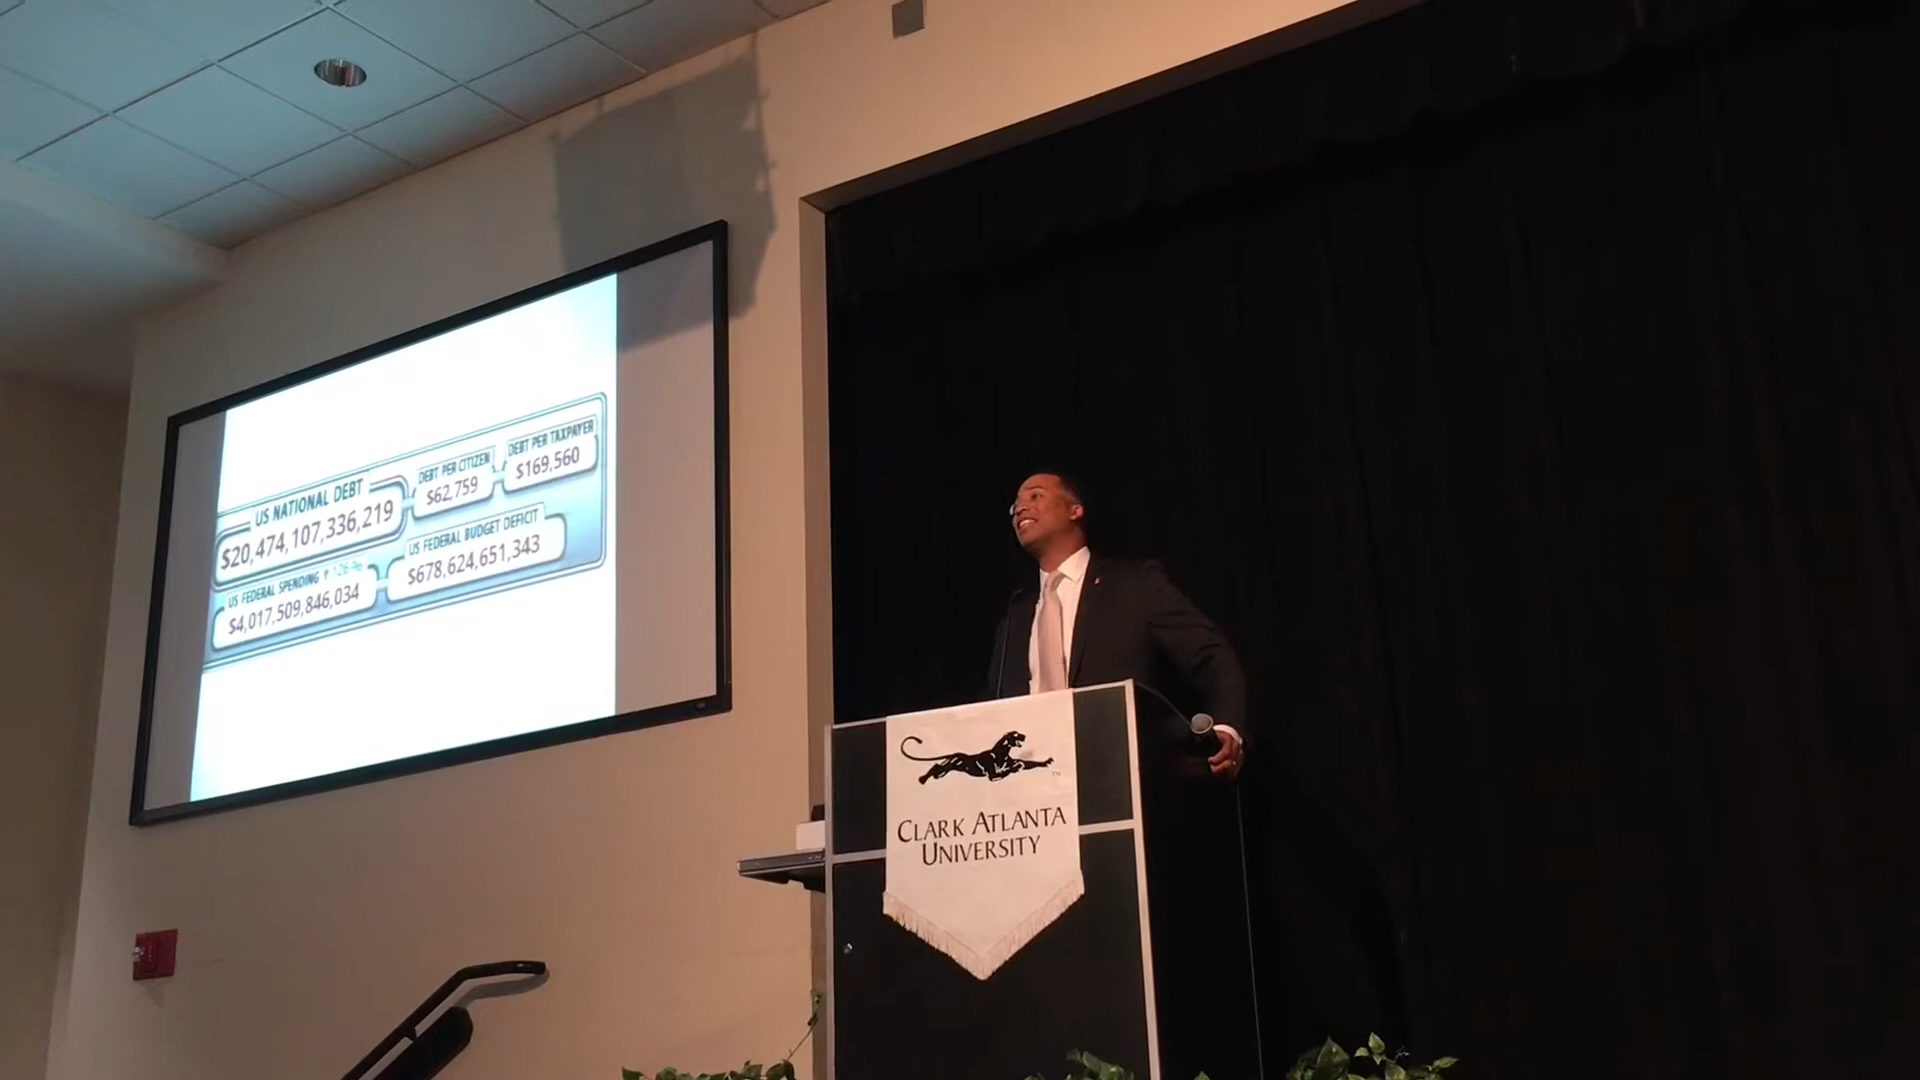 US NATIONAL DEBT
$20,474,107,336,219
DEBT PER CITIZEN
$62,759
DEBT PER TAXPAYER
$169,560
US FEDERAL SPENDING
$4,017,509,846,034
US FEDERAL BUDGET DEFICIT
$678,624,651,343
CLARK ATLANTA
UNIVERSITY
TM